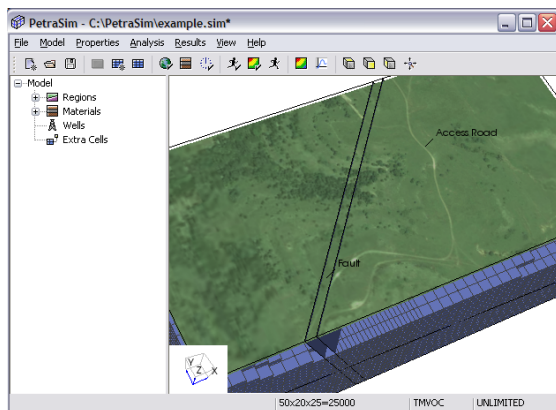 PetraSim - C:\PetraSim\example.sim*
File Model Properties Analysis Results View Help
Model
Regions
Materials
Wells
Extra Cells
Access Road
Fault
Y
Z X
50x20x25=25000 TMVOC UNLIMITED